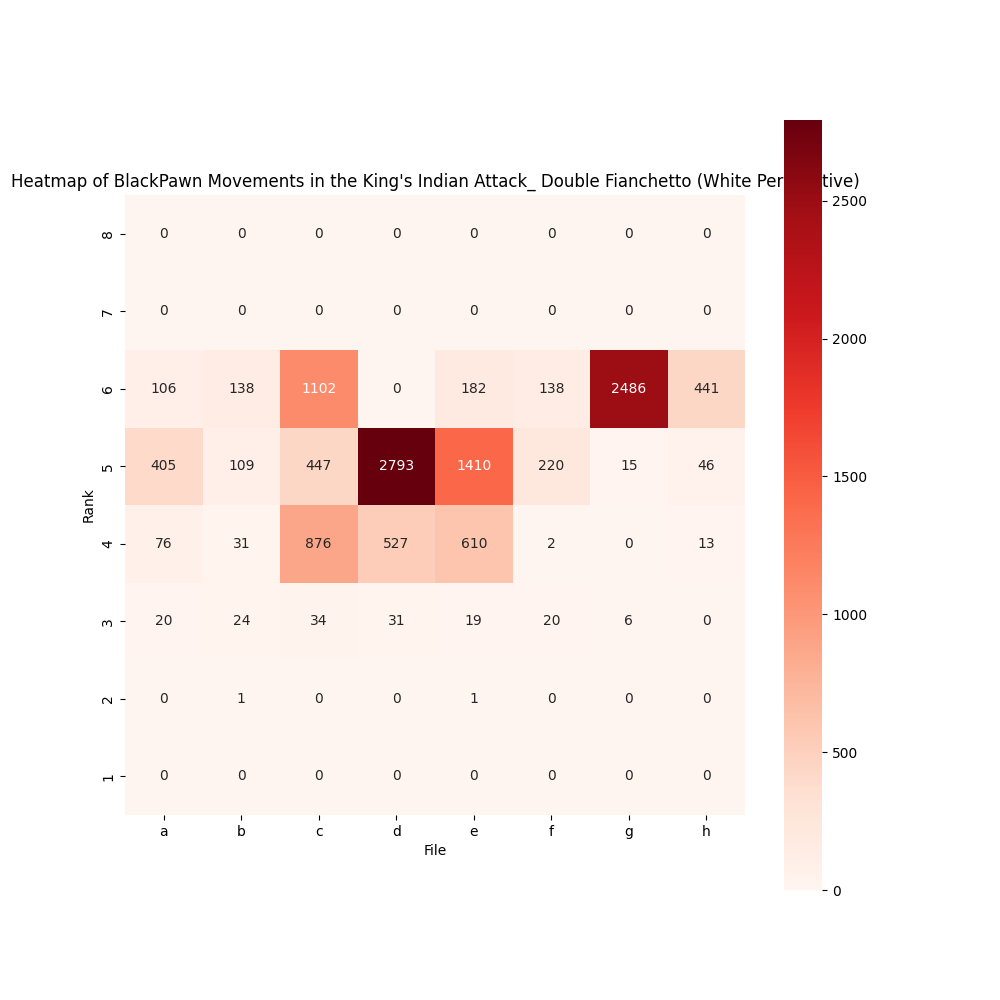 Heatmap of BlackPawn Movements in the King's Indian Attack_ Double Fianchetto (White Per tive)
8 0 0 0 0 0 0 0 0
7 0 0 0 0 0 0 0 0
6 106 138 1102 0 182 138 2486 441
5 405 109 447 2793 1410 220 15 46
4 76 31 876 527 610 2 0 13
3 20 24 34 31 19 20 6 0
2 0 1 0 0 1 0 0 0
1 0 0 0 0 0 0 0 0
a b c d e f g h
File
Rank
2500
2000
1500
1000
500
0